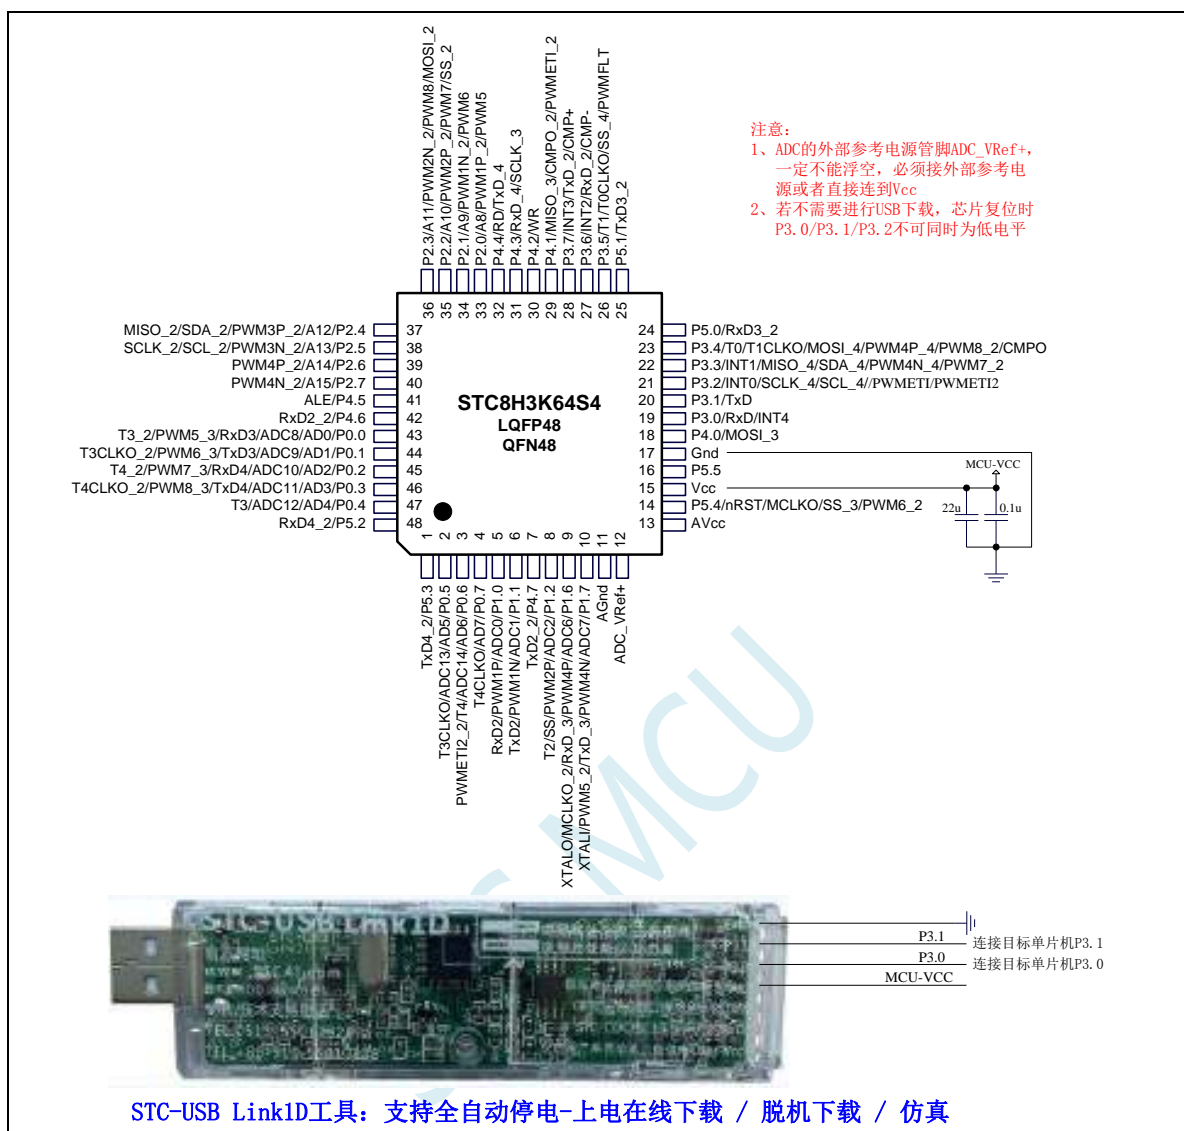 P2.3/A11/PWM2N_2/PWM8/MOSI_2
P2.2/A10/PWM2P_2/PWM7/SS_2
P2.1/A9/PWM1N_2/PWM6
P2.0/A8/PWM1P_2/PWM5
P4.4/RD/TxD_4
P4.3/RxD_4/SCLK_3
P4.2/WR
P4.1/MISO_3/CMPO_2/PWMETI_2
P3.7/INT3/TxD_2/CMP+
P3.6/INT2/RxD_2/CMP-
P3.5/T1/T0CLKO/SS_4/PWMFLT
P5.1/TxD3_2
注意:
1、ADC的外部参考电源管脚ADC_VRef+,
一定不能浮空, 必须接外部参考电
源或者直接连到Vcc
2、若不需要进行USB下载, 芯片复位时
P3.0/P3.1/P3.2不可同时为低电平
36 35 34 33 32 31 30 29 28 27 26 25
MISO_2/SDA_2/PWM3P_2/A12/P2.4 37
SCLK_2/SCL_2/PWM3N_2/A13/P2.5 38
PWM4P_2/A14/P2.6 39
PWM4N_2/A15/P2.7 40
ALE/P4.5 41
RxD2_2/P4.6 42
T3_2/PWM5_3/RxD3/ADC8/AD0/P0.0 43
T3CLKO_2/PWM6_3/TxD3/ADC9/AD1/P0.1 44
T4_2/PWM7_3/RxD4/ADC10/AD2/P0.2 45
T4CLKO_2/PWM8_3/TxD4/ADC11/AD3/P0.3 46
T3/ADC12/AD4/P0.4 47
RxD4_2/P5.2 48
STC8H3K64S4
LQFP48
QFN48
24 P5.0/RxD3_2
23 P3.4/T0/T1CLKO/MOSI_4/PWM4P_4/PWM8_2/CMPO
22 P3.3/INT1/MISO_4/SDA_4/PWM4N_4/PWM7_2
21 P3.2/INT0/SCLK_4/SCL_4//PWMETI/PWMETI2
20 P3.1/TxD
19 P3.0/RxD/INT4
18 P4.0/MOSI_3
17 Gnd
16 P5.5
15 Vcc
14 P5.4/nRST/MCLKO/SS_3/PWM6_2
13 AVcc
MCU-VCC
22u
0.1u
1 2 3 4 5 6 7 8 9 10 11 12
TxD4_2/P5.3
T3CLKO/ADC13/AD5/P0.5
PWMETI2_2/T4/ADC14/AD6/P0.6
T4CLKO/AD7/P0.7
RxD2/PWM1P/ADC0/P1.0
TxD2/PWM1N/ADC1/P1.1
TxD2_2/P4.7
T2/SS/PWM2P/ADC2/P1.2
XTALO/MCLKO_2/RxD_3/PWM4P/ADC6/P1.6
XTALI/PWM5_2/TxD_3/PWM4N/ADC7/P1.7
AGnd
ADC_VRef+
MCU
STC-USB Link1D
P3.1 连接目标单片机P3.1
P3.0 连接目标单片机P3.0
MCU-VCC
STC-USB Link1D工具: 支持全自动停电-上电在线下载 / 脱机下载 / 仿真